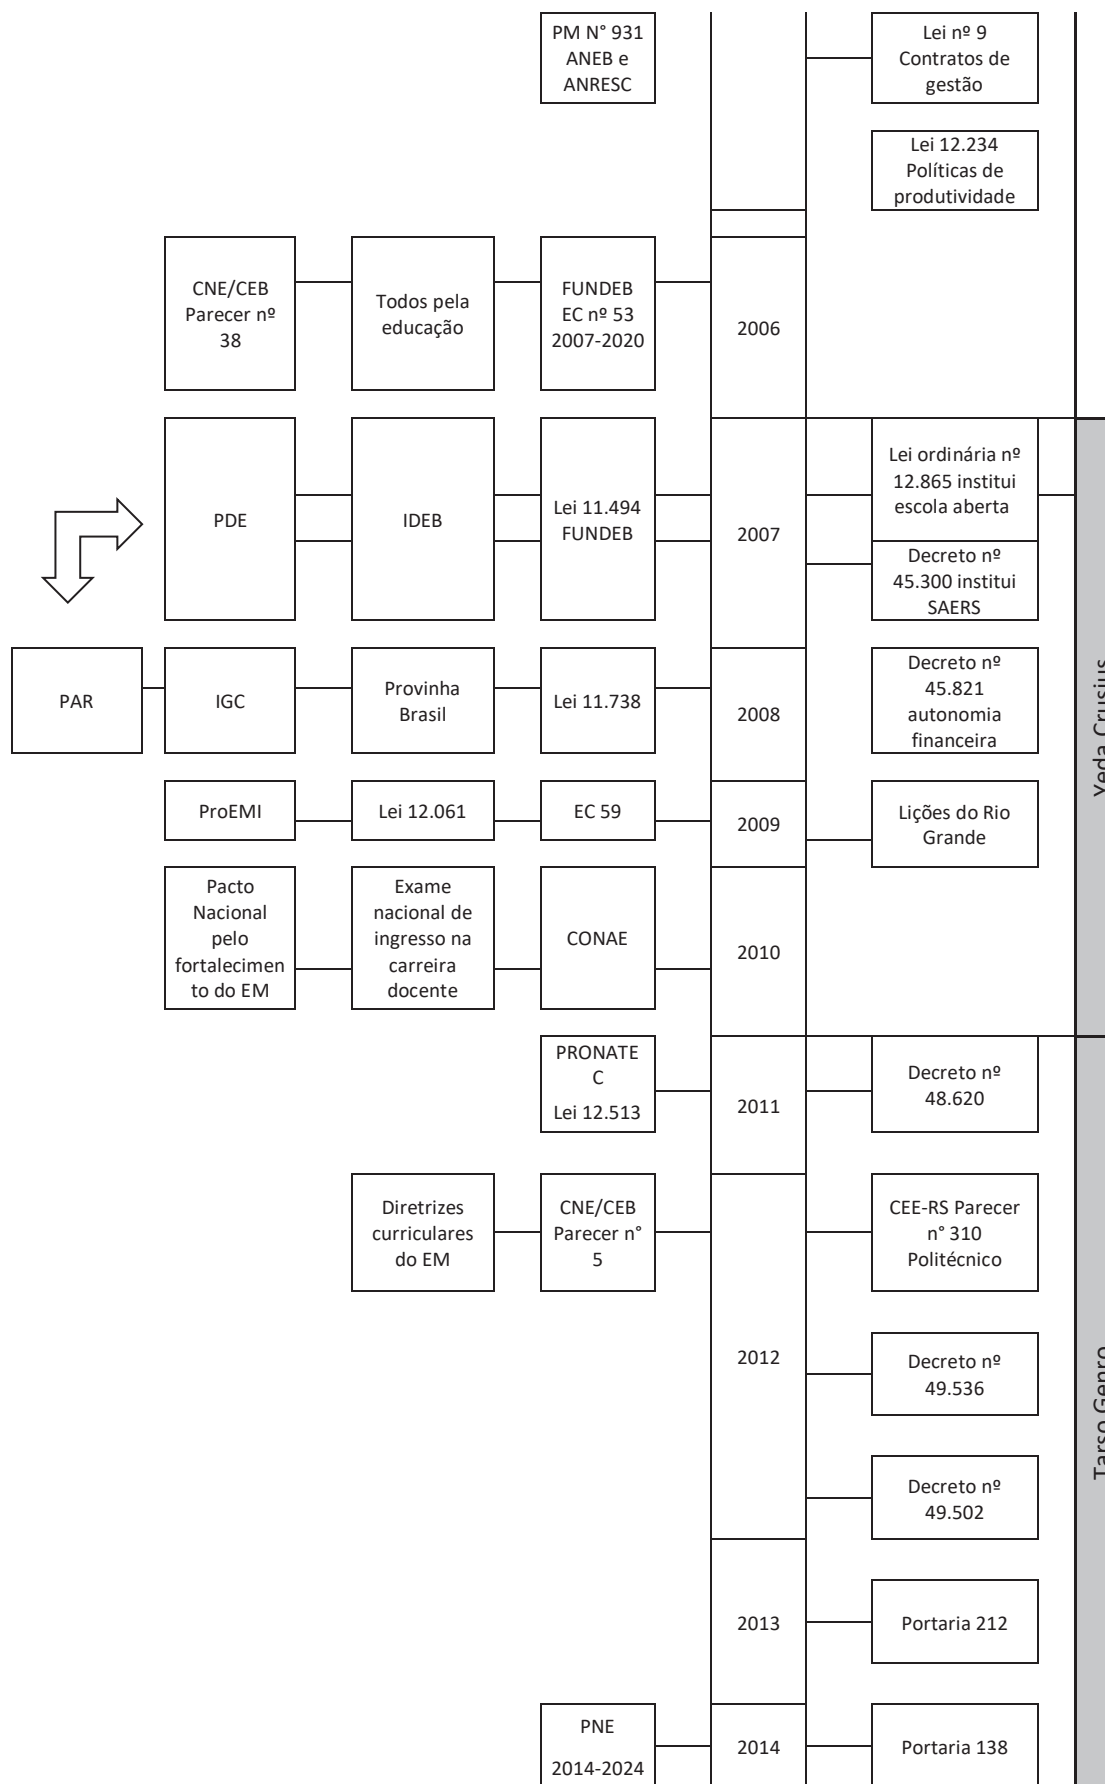 PM N° 931
ANEB e
ANRESC
Lei nº 9
Contratos de
gestão
Lei 12.234
Políticas de
produtividade
CNE/CEB
Parecer nº
38
Todos pela
educação
FUNDEB
EC nº 53
2007-2020
2006
PDE
IDEB
Lei 11.494
FUNDEB
2007
Lei ordinária nº
12.865 institui
escola aberta
Decreto nº
45.300 institui
SAERS
PAR
IGC
Provinha
Brasil
Lei 11.738
2008
Decreto nº
45.821
autonomia
financeira
Yeda Crusius
ProEMI
Lei 12.061
EC 59
2009
Lições do Rio
Grande
Pacto
Nacional
pelo
fortalecimen
to do EM
Exame
nacional de
ingresso na
carreira
docente
CONAE
2010
PRONATE
C
Lei 12.513
2011
Decreto nº
48.620
Diretrizes
curriculares
do EM
CNE/CEB
Parecer n°
5
2012
CEE-RS Parecer
n° 310
Politécnico
Decreto nº
49.536
Tarso Genro
Decreto nº
49.502
2013
Portaria 212
PNE
2014-2024
2014
Portaria 138